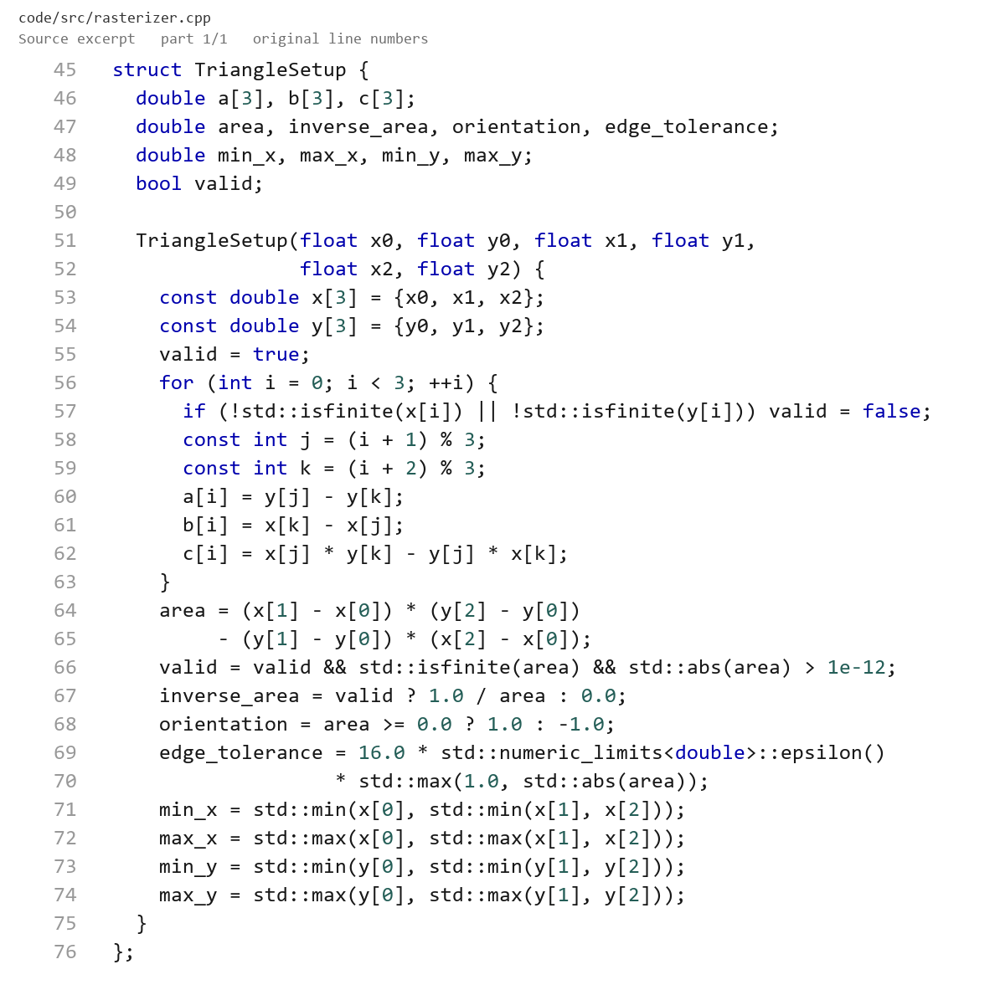 code/src/rasterizer.cpp
Source excerpt   part 1/1   original line numbers
45   struct TriangleSetup {
46     double a[3], b[3], c[3];
47     double area, inverse_area, orientation, edge_tolerance;
48     double min_x, max_x, min_y, max_y;
49     bool valid;
50
51     TriangleSetup(float x0, float y0, float x1, float y1,
52                   float x2, float y2) {
53       const double x[3] = {x0, x1, x2};
54       const double y[3] = {y0, y1, y2};
55       valid = true;
56       for (int i = 0; i < 3; ++i) {
57         if (!std::isfinite(x[i]) || !std::isfinite(y[i])) valid = false;
58         const int j = (i + 1) % 3;
59         const int k = (i + 2) % 3;
60         a[i] = y[j] - y[k];
61         b[i] = x[k] - x[j];
62         c[i] = x[j] * y[k] - y[j] * x[k];
63       }
64       area = (x[1] - x[0]) * (y[2] - y[0])
65            - (y[1] - y[0]) * (x[2] - x[0]);
66       valid = valid && std::isfinite(area) && std::abs(area) > 1e-12;
67       inverse_area = valid ? 1.0 / area : 0.0;
68       orientation = area >= 0.0 ? 1.0 : -1.0;
69       edge_tolerance = 16.0 * std::numeric_limits<double>::epsilon()
70                      * std::max(1.0, std::abs(area));
71       min_x = std::min(x[0], std::min(x[1], x[2]));
72       max_x = std::max(x[0], std::max(x[1], x[2]));
73       min_y = std::min(y[0], std::min(y[1], y[2]));
74       max_y = std::max(y[0], std::max(y[1], y[2]));
75     }
76   };